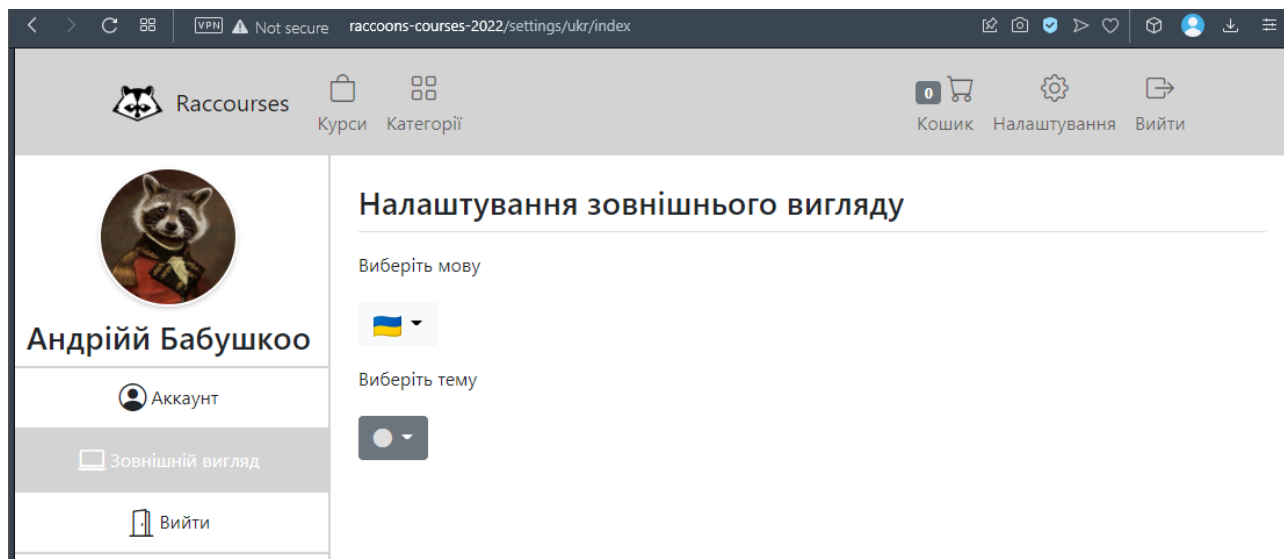 VPN Not secure raccoons-courses-2022/settings/ukr/index
Raccourses
Курси Категорії
0
Кошик Налаштування Вийти
Андрійй Бабушкоо
Аккаунт
Зовнішній вигляд
Вийти
Налаштування зовнішнього вигляду
Виберіть мову
Виберіть тему